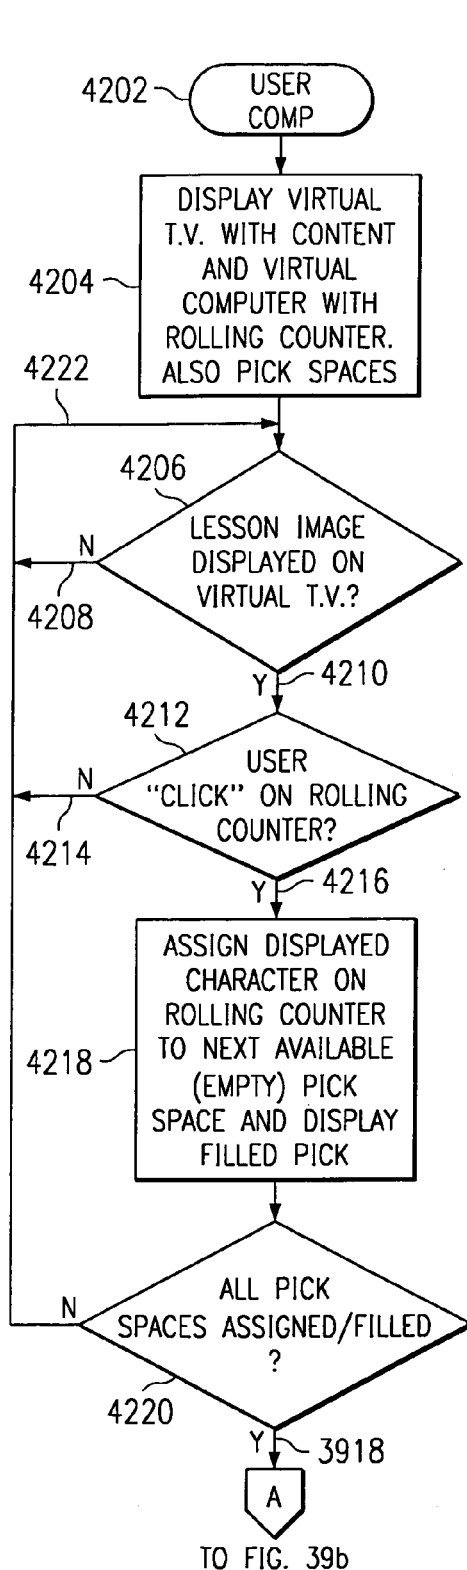 4202
USER
COMP
DISPLAY VIRTUAL
T.V. WITH CONTENT
AND VIRTUAL
4204
COMPUTER WITH
ROLLING COUNTER.
ALSO PICK SPACES
4222
4206
LESSON IMAGE
DISPLAYED ON
VIRTUAL T.V.?
N
4208
Y
4210
4212
USER
"CLICK" ON ROLLING
COUNTER?
N
4214
Y
4216
ASSIGN DISPLAYED
CHARACTER ON
ROLLING COUNTER
TO NEXT AVAILABLE
4218
(EMPTY) PICK
SPACE AND DISPLAY
FILLED PICK
ALL PICK
SPACES ASSIGNED/FILLED
?
N
4220
Y
3918
A
TO FIG. 39b